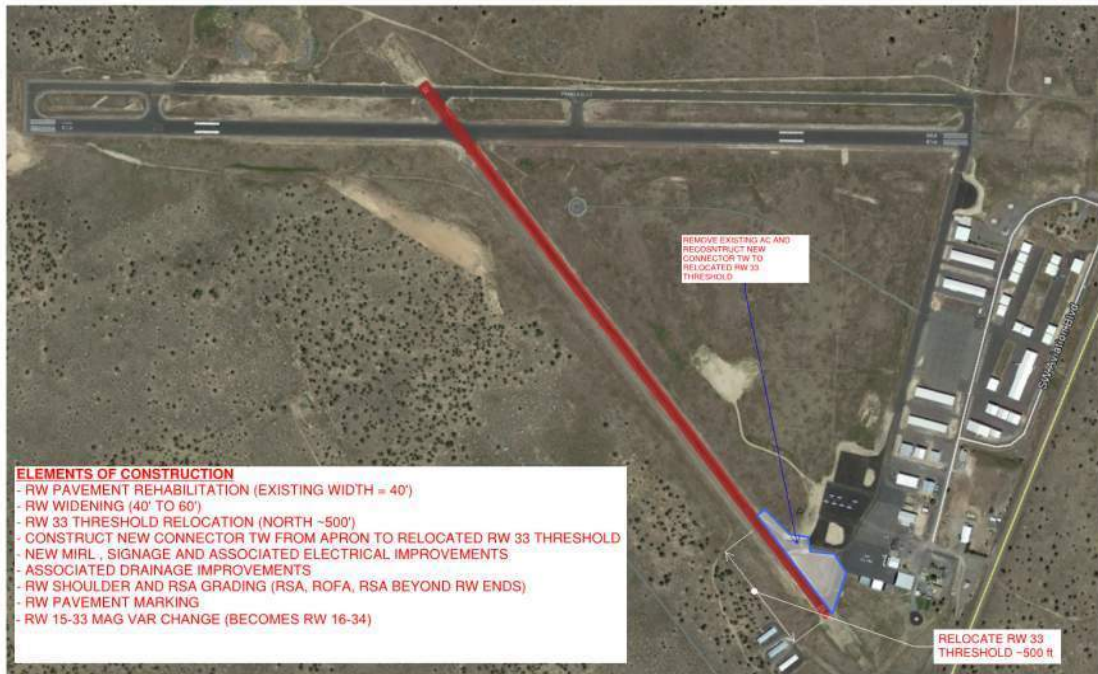 REMOVE EXISTING AC AND
RECOSNTRUCT NEW
CONNECTOR TW TO
RELOCATED RW 33
THRESHOLD
SW Aviation Blvd
ELEMENTS OF CONSTRUCTION
- RW PAVEMENT REHABILITATION (EXISTING WIDTH = 40')
- RW WIDENING (40' TO 60')
- RW 33 THRESHOLD RELOCATION (NORTH ~500')
- CONSTRUCT NEW CONNECTOR TW FROM APRON TO RELOCATED RW 33 THRESHOLD
- NEW MIRL , SIGNAGE AND ASSOCIATED ELECTRICAL IMPROVEMENTS
- ASSOCIATED DRAINAGE IMPROVEMENTS
- RW SHOULDER AND RSA GRADING (RSA, ROFA, RSA BEYOND RW ENDS)
- RW PAVEMENT MARKING
- RW 15-33 MAG VAR CHANGE (BECOMES RW 16-34)
RELOCATE RW 33
THRESHOLD ~500 ft